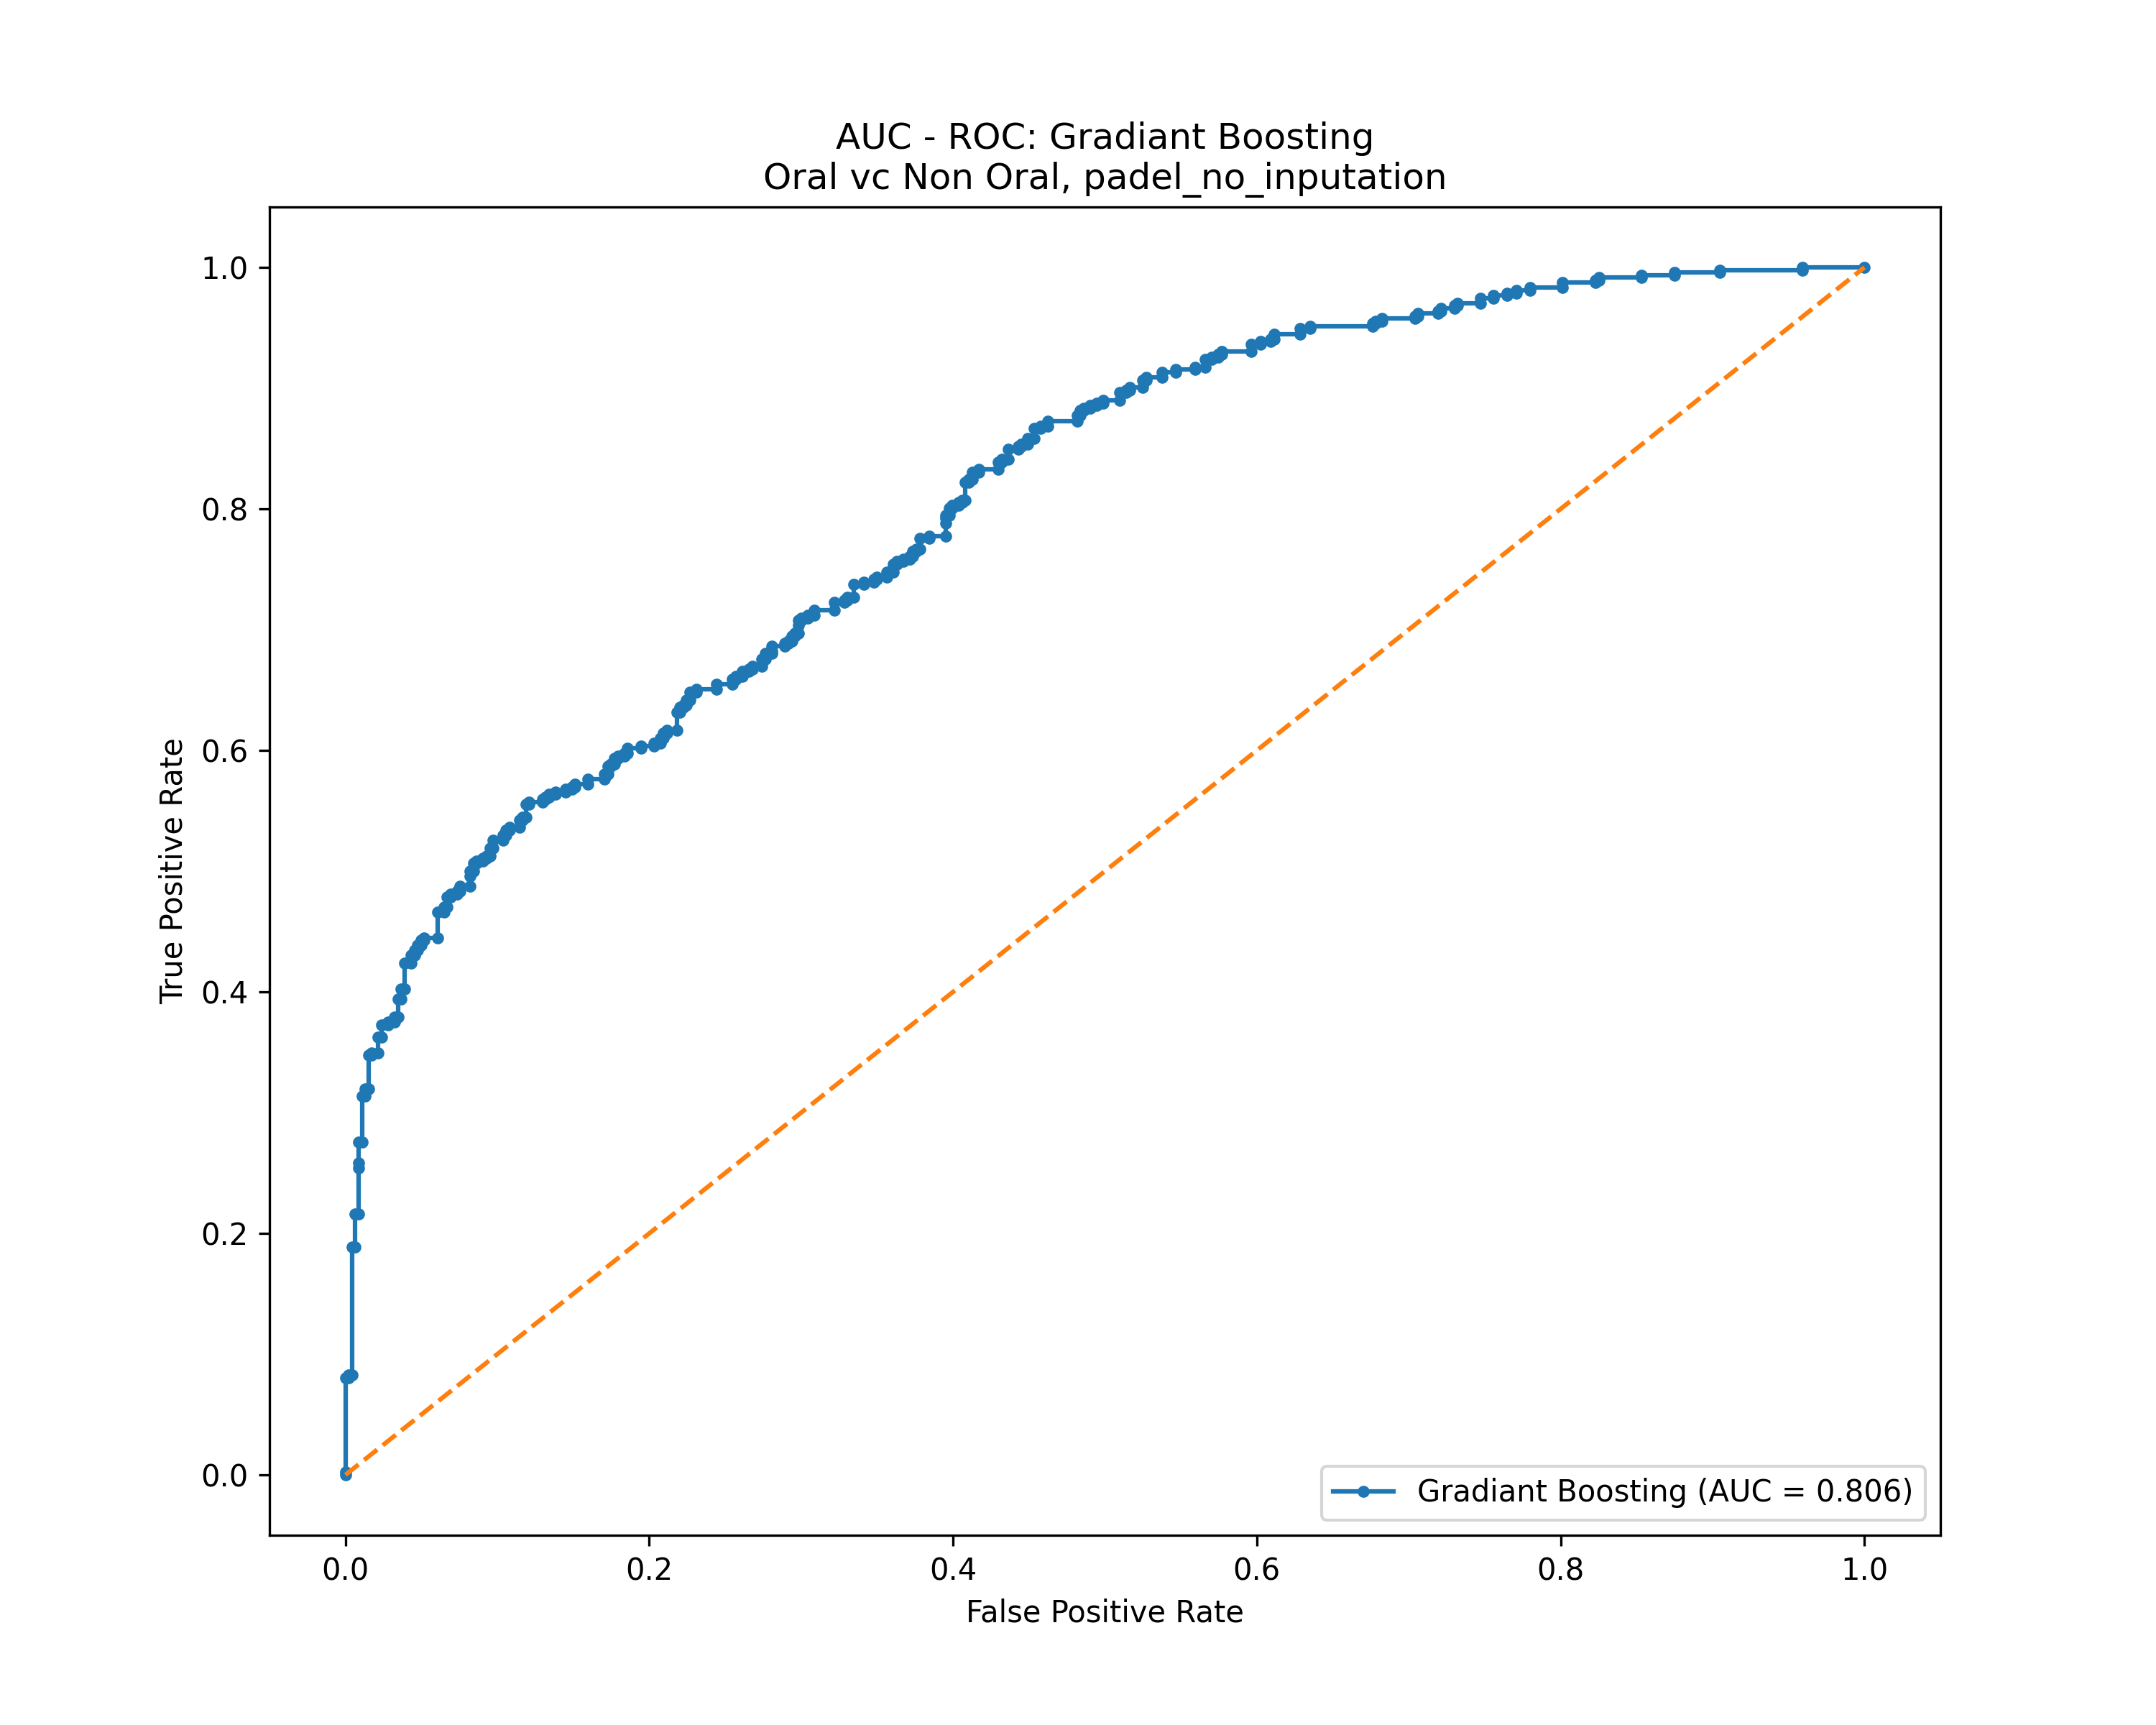 AUC - ROC: Gradiant Boosting
Oral vc Non Oral, padel_no_inputation
1.0
0.8
0.6
0.4
0.2
0.0
True Positive Rate
Gradiant Boosting (AUC = 0.806)
0.0 0.2 0.4 0.6 0.8 1.0
False Positive Rate